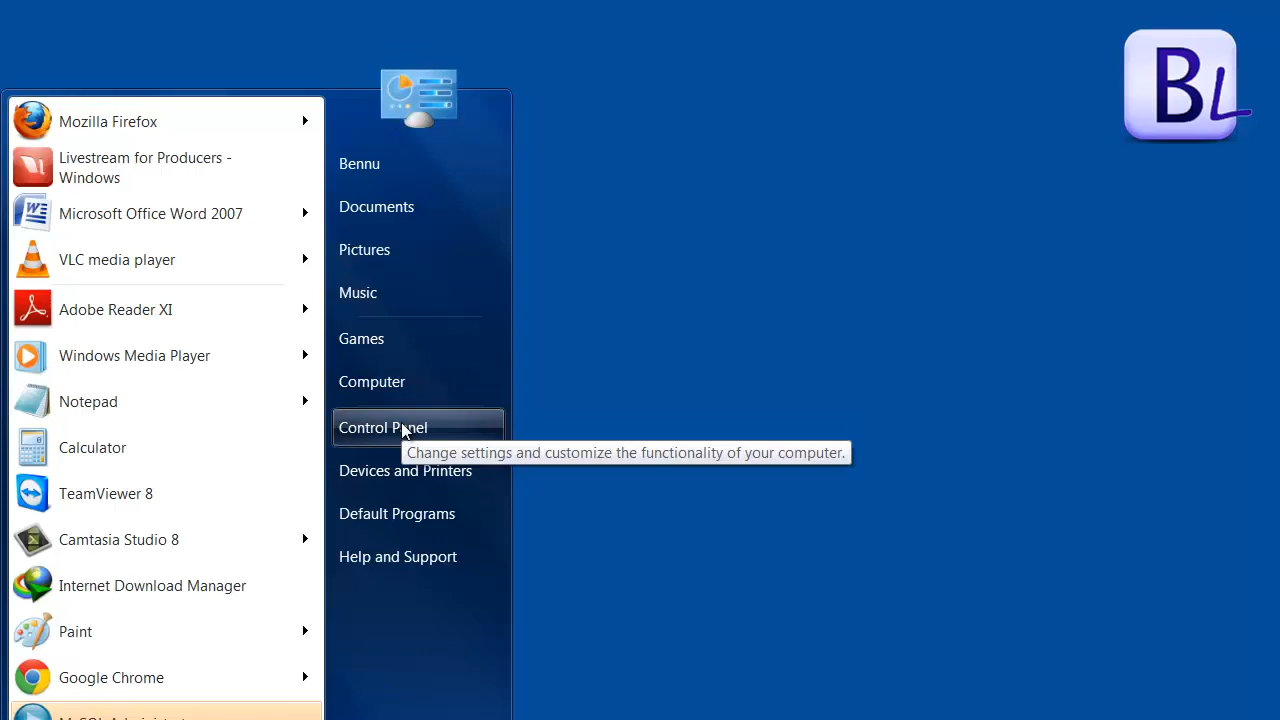 Mozilla Firefox
Livestream for Producers -
Windows
Microsoft Office Word 2007
VLC media player
Adobe Reader XI
Windows Media Player
Notepad
Calculator
TeamViewer 8
Camtasia Studio 8
Internet Download Manager
Paint
Google Chrome
Bennu
Documents
Pictures
Music
Games
Computer
Control Panel
Change settings and customize the functionality of your computer.
Devices and Printers
Default Programs
Help and Support
BL